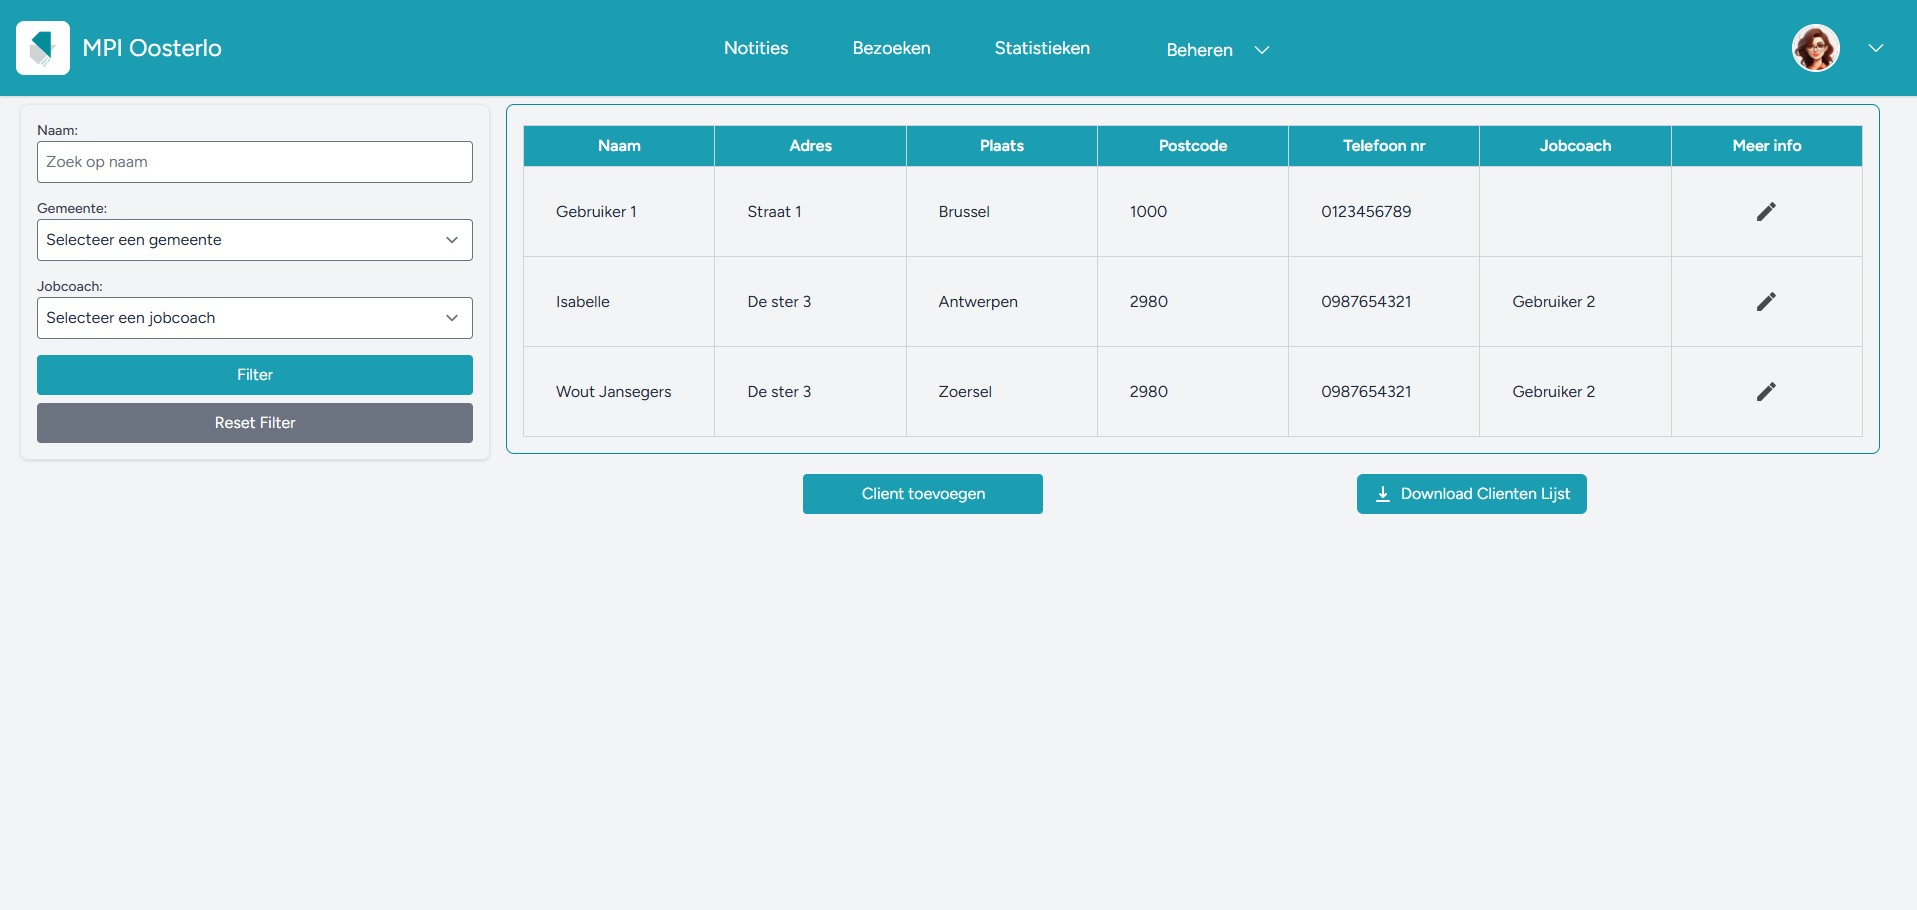 MPI Oosterlo
Notities Bezoeken Statistieken Beheren
Naam:
Zoek op naam
Gemeente:
Selecteer een gemeente
Jobcoach:
Selecteer een jobcoach
Filter
Reset Filter
Naam Adres Plaats Postcode Telefoon nr Jobcoach Meer info
Gebruiker 1 Straat 1 Brussel 1000 0123456789
Isabelle De ster 3 Antwerpen 2980 0987654321 Gebruiker 2
Wout Jansegers De ster 3 Zoersel 2980 0987654321 Gebruiker 2
Client toevoegen
Download Clienten Lijst